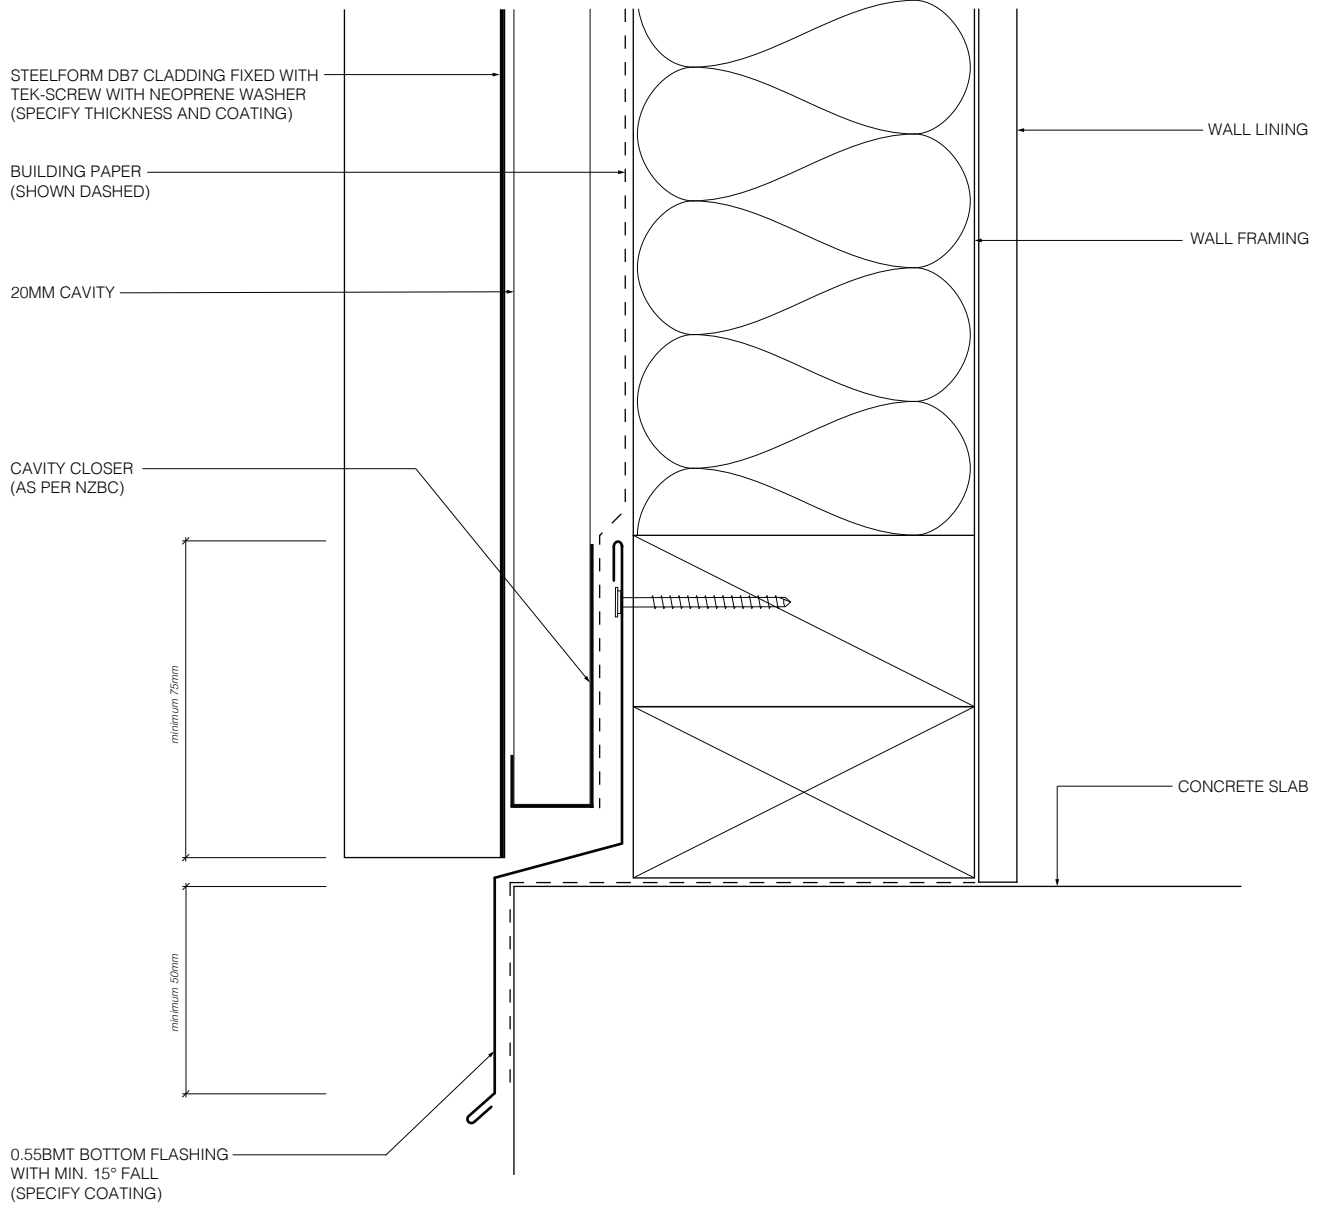 STEELFORM DB7 CLADDING FIXED WITH
TEK-SCREW WITH NEOPRENE WASHER
(SPECIFY THICKNESS AND COATING)
WALL LINING
BUILDING PAPER
(SHOWN DASHED)
WALL FRAMING
20MM CAVITY
CAVITY CLOSER
(AS PER NZBC)
minimum 75mm
CONCRETE SLAB
minimum 50mm
0.55BMT BOTTOM FLASHING
WITH MIN. 15° FALL
(SPECIFY COATING)